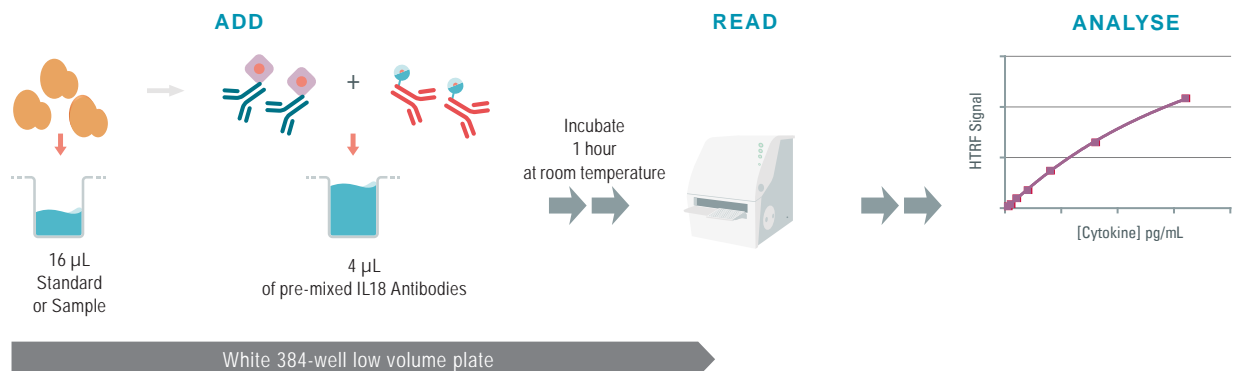 ADD
READ
ANALYSE
+
Incubate
1 hour
at room temperature
HTRF Signal
[Cytokine] pg/mL
16 µL
Standard
or Sample
4 µL
of pre-mixed IL18 Antibodies
White 384-well low volume plate